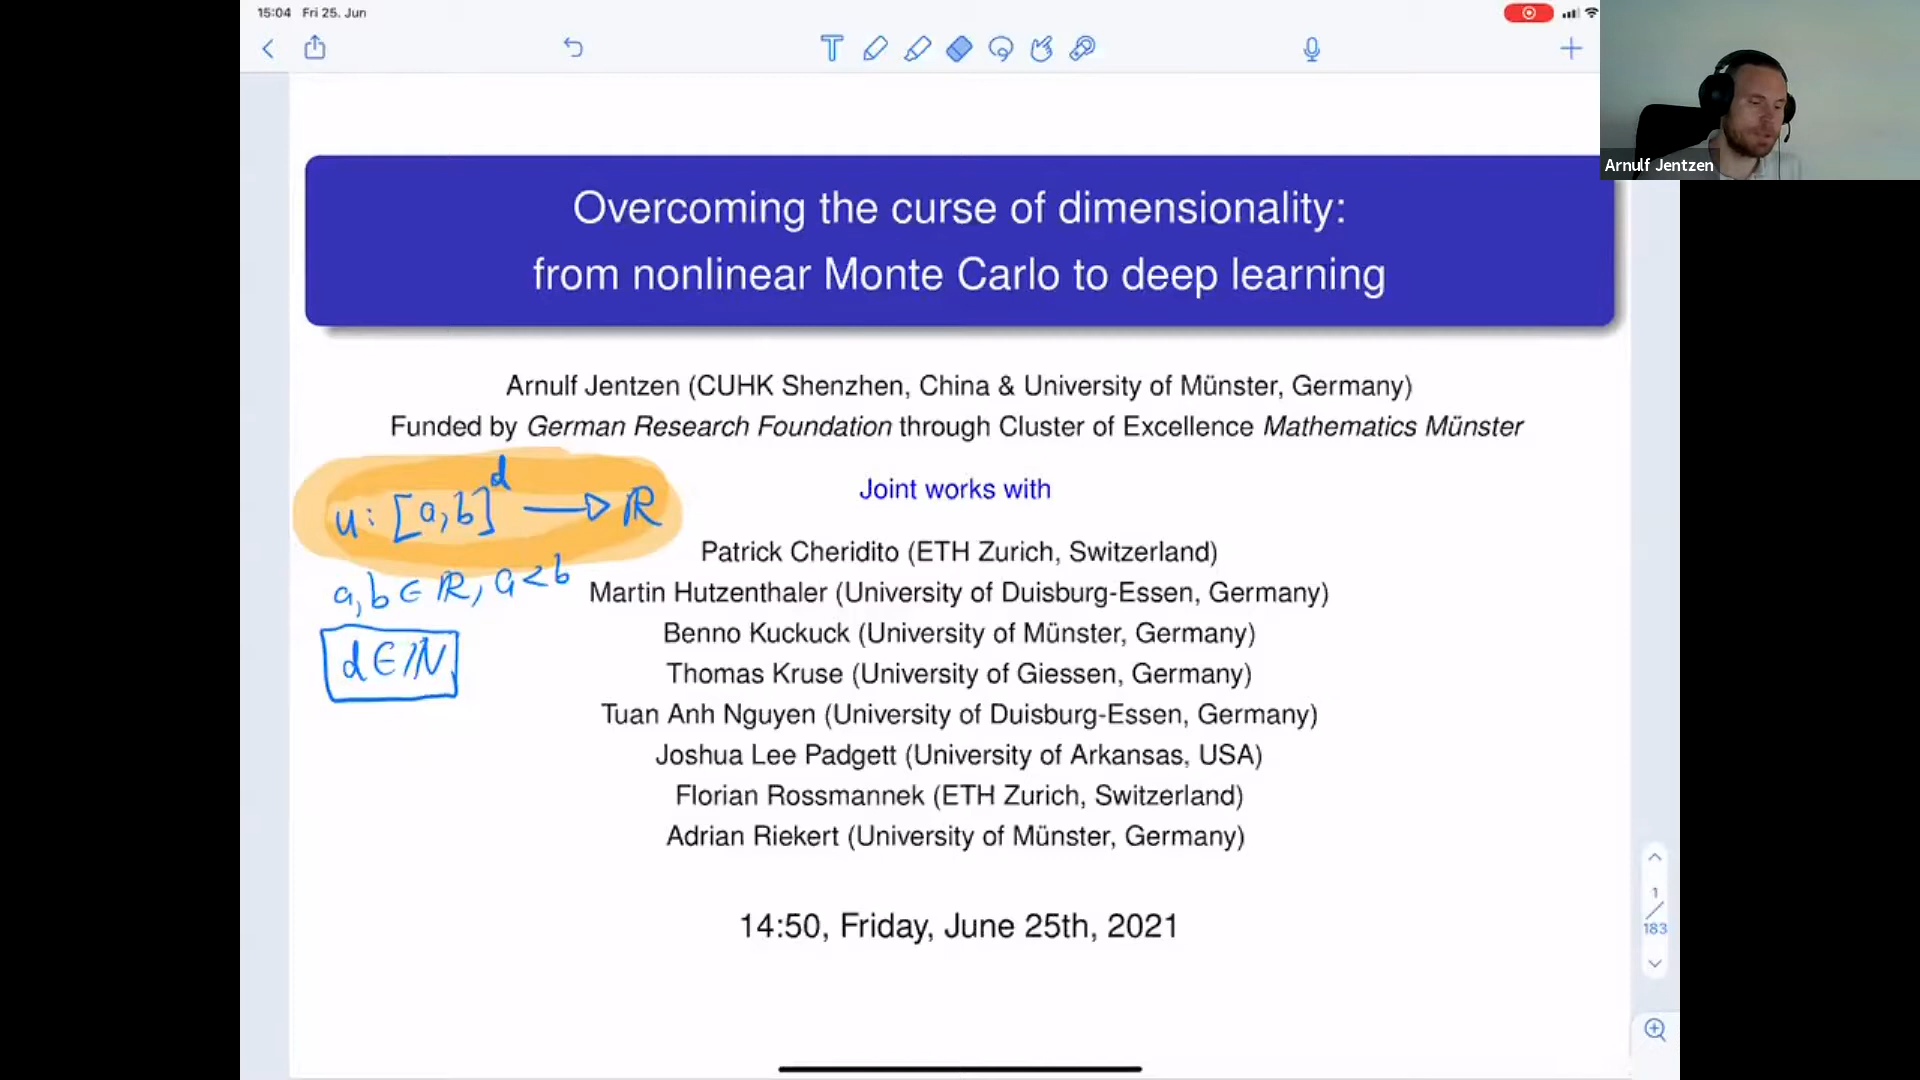 15:04 Fri 25. Jun
Arnulf Jentzen
Overcoming the curse of dimensionality:
from nonlinear Monte Carlo to deep learning
Arnulf Jentzen (CUHK Shenzhen, China & University of Münster, Germany)
Funded by German Research Foundation through Cluster of Excellence Mathematics Münster
u: [a,b]^d → ℝ
a,b ∈ ℝ, a<b
d ∈ ℕ
Joint works with
Patrick Cheridito (ETH Zurich, Switzerland)
Martin Hutzenthaler (University of Duisburg-Essen, Germany)
Benno Kuckuck (University of Münster, Germany)
Thomas Kruse (University of Giessen, Germany)
Tuan Anh Nguyen (University of Duisburg-Essen, Germany)
Joshua Lee Padgett (University of Arkansas, USA)
Florian Rossmannek (ETH Zurich, Switzerland)
Adrian Riekert (University of Münster, Germany)
14:50, Friday, June 25th, 2021
1
/
183